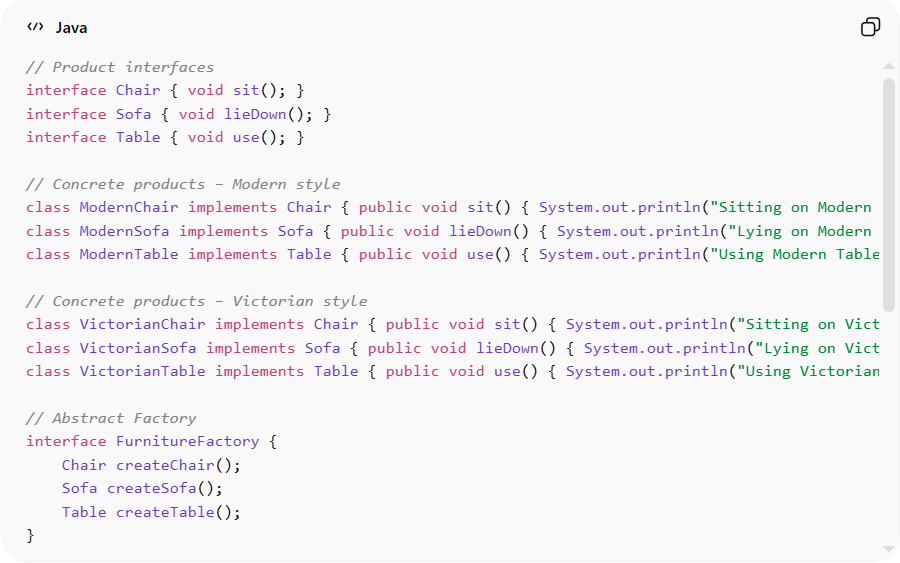 Java
// Product interfaces
interface Chair { void sit(); }
interface Sofa { void lieDown(); }
interface Table { void use(); }
// Concrete products – Modern style
class ModernChair implements Chair { public void sit() { System.out.println("Sitting on Modern
class ModernSofa implements Sofa { public void lieDown() { System.out.println("Lying on Modern
class ModernTable implements Table { public void use() { System.out.println("Using Modern Table
// Concrete products – Victorian style
class VictorianChair implements Chair { public void sit() { System.out.println("Sitting on Vict
class VictorianSofa implements Sofa { public void lieDown() { System.out.println("Lying on Vict
class VictorianTable implements Table { public void use() { System.out.println("Using Victorian
// Abstract Factory
interface FurnitureFactory {
    Chair createChair();
    Sofa createSofa();
    Table createTable();
}